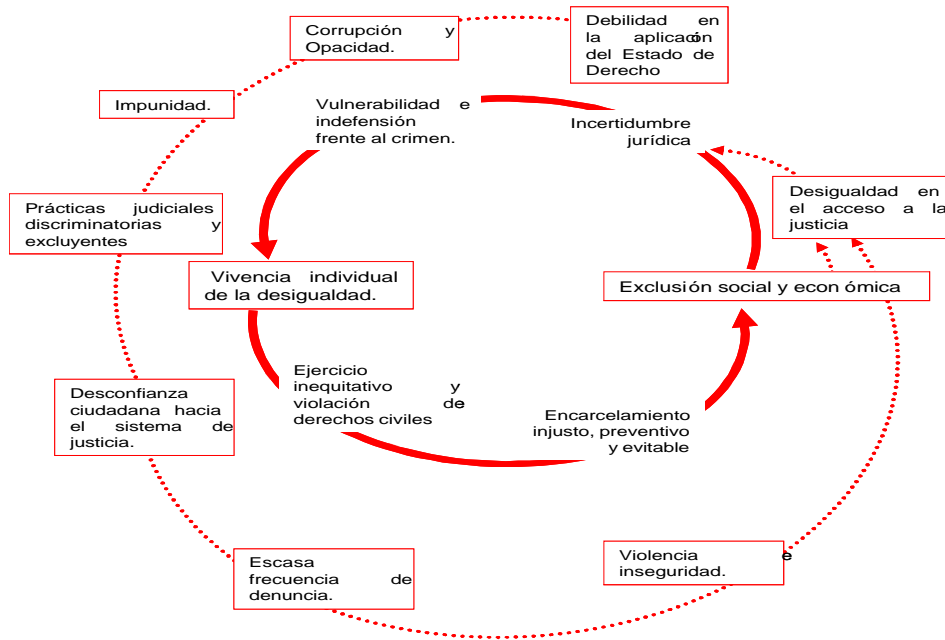 Debilidad en
la aplicación
del Estado de
Derecho
Corrupción y
Opacidad.
Impunidad.
Vulnerabilidad e
indefensión
frente al crimen.
Incertidumbre
jurídica
Prácticas judiciales
discriminatorias y
excluyentes
Desigualdad en
el acceso a la
justicia
Vivencia individual
de la desigualdad.
Exclusión social y econ ómica
Ejercicio
inequitativo y
violación de
derechos civiles
Encarcelamiento
injusto, preventivo
y evitable
Desconfianza
ciudadana hacia
el sistema de
justicia.
Escasa
frecuencia de
denuncia.
Violencia e
inseguridad.